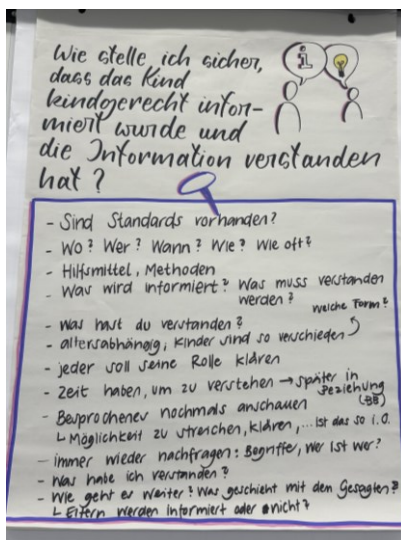 Wie stelle ich sicher,
dass das Kind
kindgerecht infor-
miert wurde und
die Information verstanden
hat?
i
- Sind Standards vorhanden?
- Wo? Wer? Wann? Wie? Wie oft?
- Hilfsmittel, Methoden
- Was wird informiert? Was muss verstanden
werden?
welche Form?
- Was hast du verstanden?
- altersabhängig, Kinder sind so verschieden
- jeder soll seine Rolle klären
- Zeit haben, um zu verstehen → später in
Beziehung
(BB)
- Besprochenes nochmals anschauen
↳ Möglichkeit zu streichen, klären, ... ist das so i.O.
- immer wieder nachfragen: Begriffe, wer ist wer?
- Was habe ich verstanden?
- Wie geht es weiter? Was geschieht mit dem Gesagten?
↳ Eltern werden informiert oder nicht?